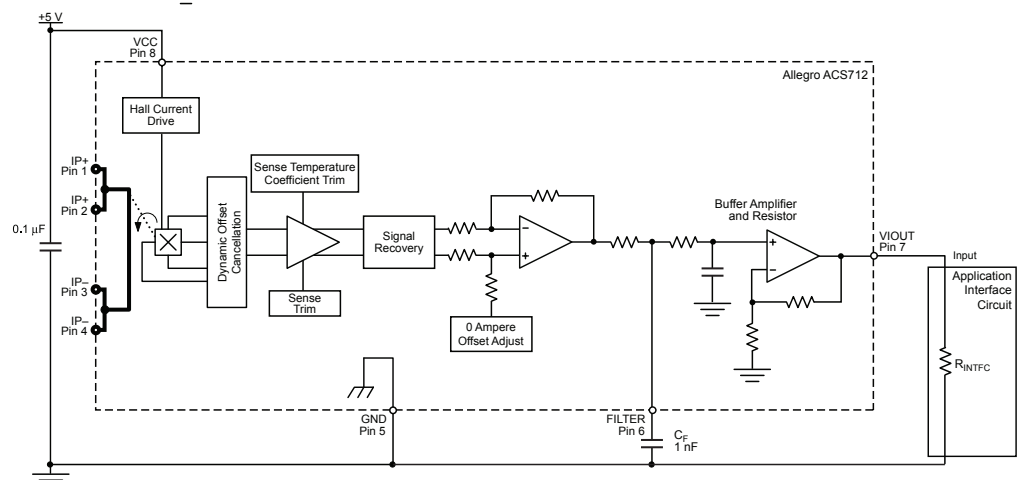 +5 V
VCC
Pin 8
Allegro ACS712
Hall Current
Drive
IP+
Pin 1
IP+
Pin 2
IP–
Pin 3
IP–
Pin 4
0.1 µF
Dynamic Offset
Cancellation
Sense Temperature
Coefficient Trim
Sense
Trim
Signal
Recovery
0 Ampere
Offset Adjust
Buffer Amplifier
and Resistor
VIOUT
Pin 7
Input
Application
Interface
Circuit
RINTFC
GND
Pin 5
FILTER
Pin 6
CF
1 nF